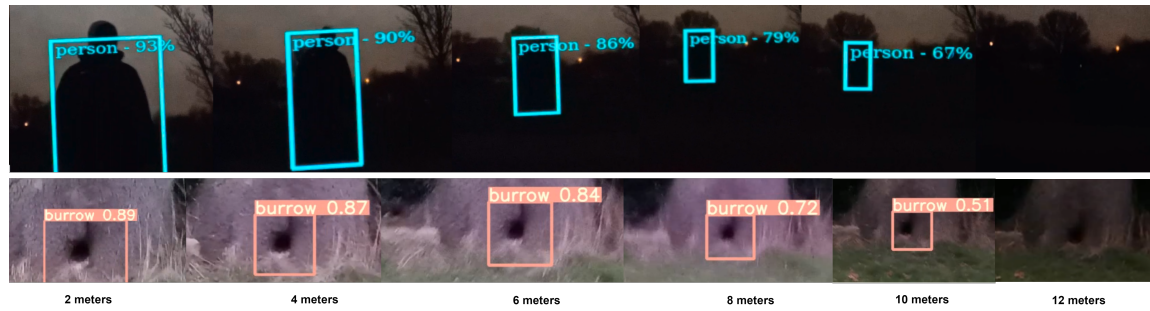 person - 93%
person - 90%
person - 86%
person - 79%
person - 67%
burrow 0.89
burrow 0.87
burrow 0.84
burrow 0.72
burrow 0.51
2 meters
4 meters
6 meters
8 meters
10 meters
12 meters